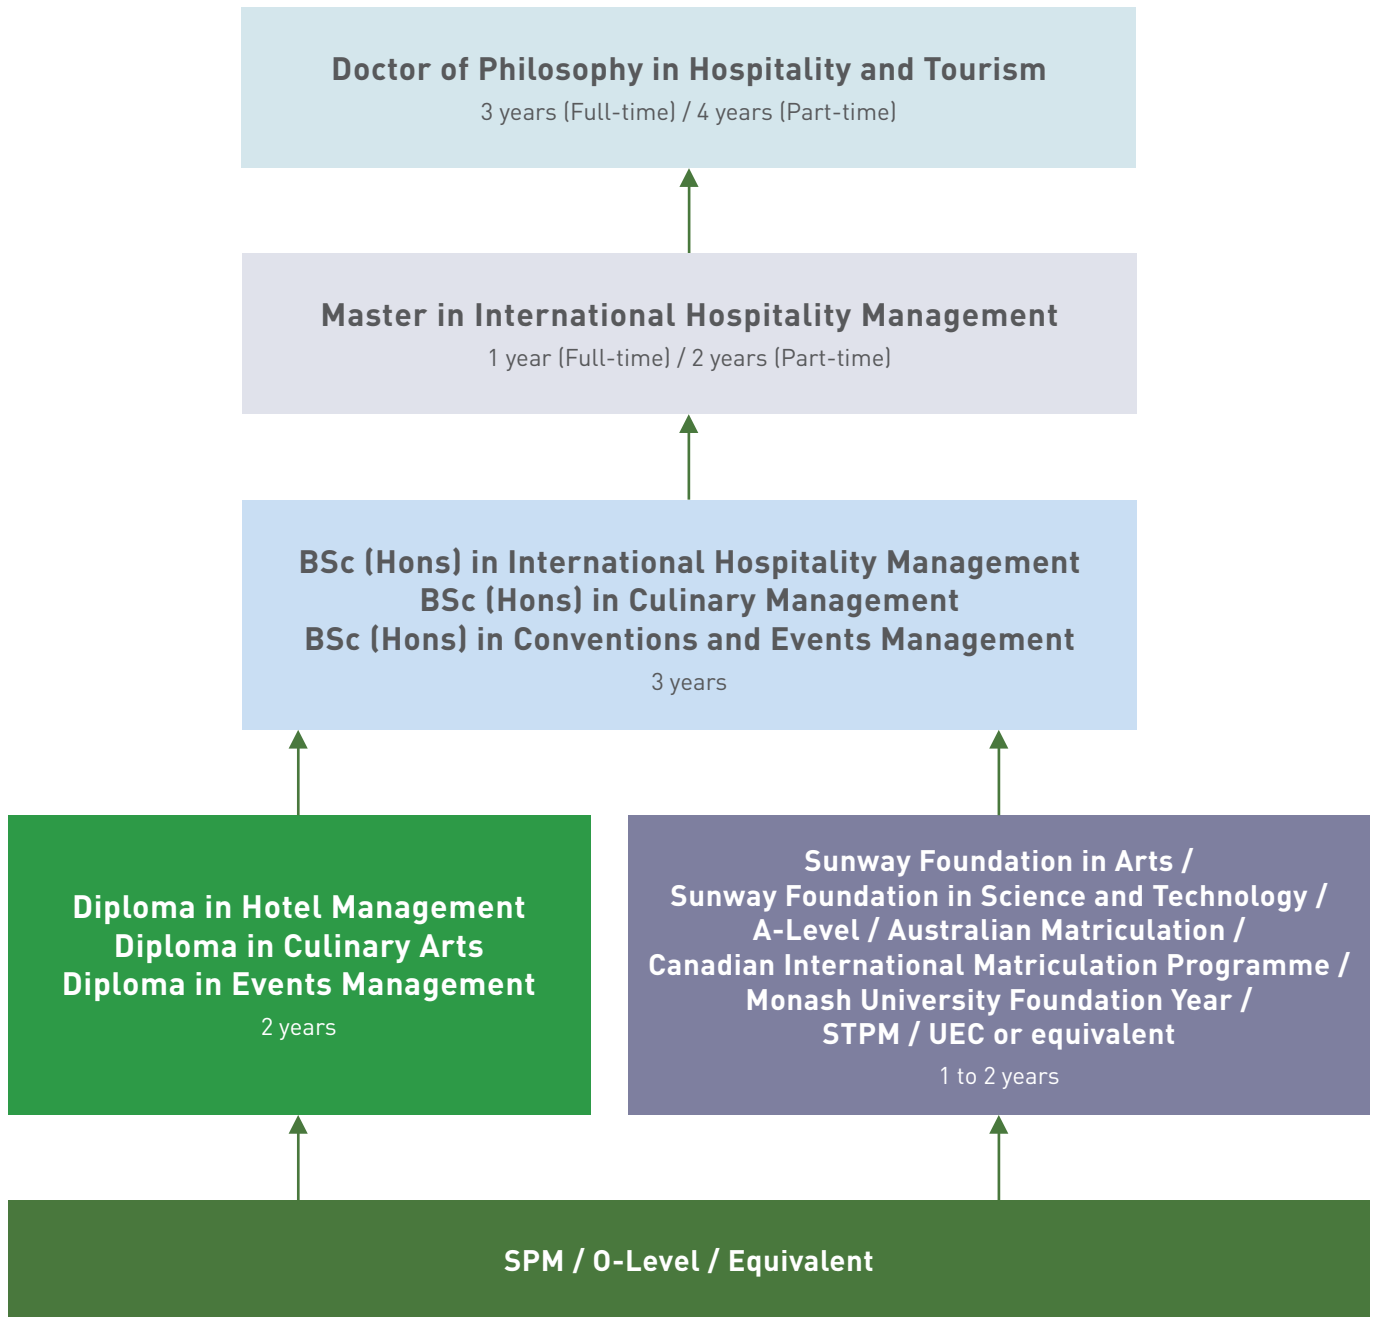 Doctor of Philosophy in Hospitality and Tourism
3 years (Full-time) / 4 years (Part-time)
Master in International Hospitality Management
1 year (Full-time) / 2 years (Part-time)
BSc (Hons) in International Hospitality Management
BSc (Hons) in Culinary Management
BSc (Hons) in Conventions and Events Management
3 years
Diploma in Hotel Management
Diploma in Culinary Arts
Diploma in Events Management
2 years
Sunway Foundation in Arts /
Sunway Foundation in Science and Technology /
A-Level / Australian Matriculation /
Canadian International Matriculation Programme /
Monash University Foundation Year /
STPM / UEC or equivalent
1 to 2 years
SPM / O-Level / Equivalent